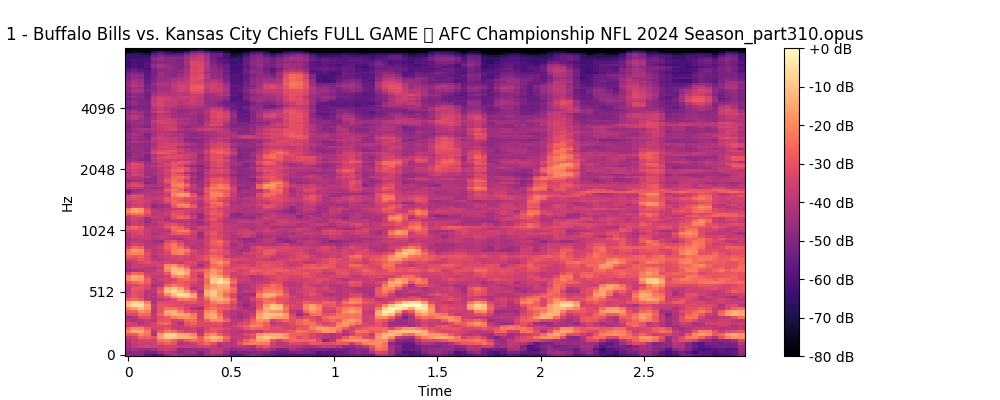 1 - Buffalo Bills vs. Kansas City Chiefs FULL GAME ▯ AFC Championship NFL 2024 Season_part310.opus
Hz
4096
2048
1024
512
0
0
0.5
1
1.5
2
2.5
Time
+0 dB
-10 dB
-20 dB
-30 dB
-40 dB
-50 dB
-60 dB
-70 dB
-80 dB